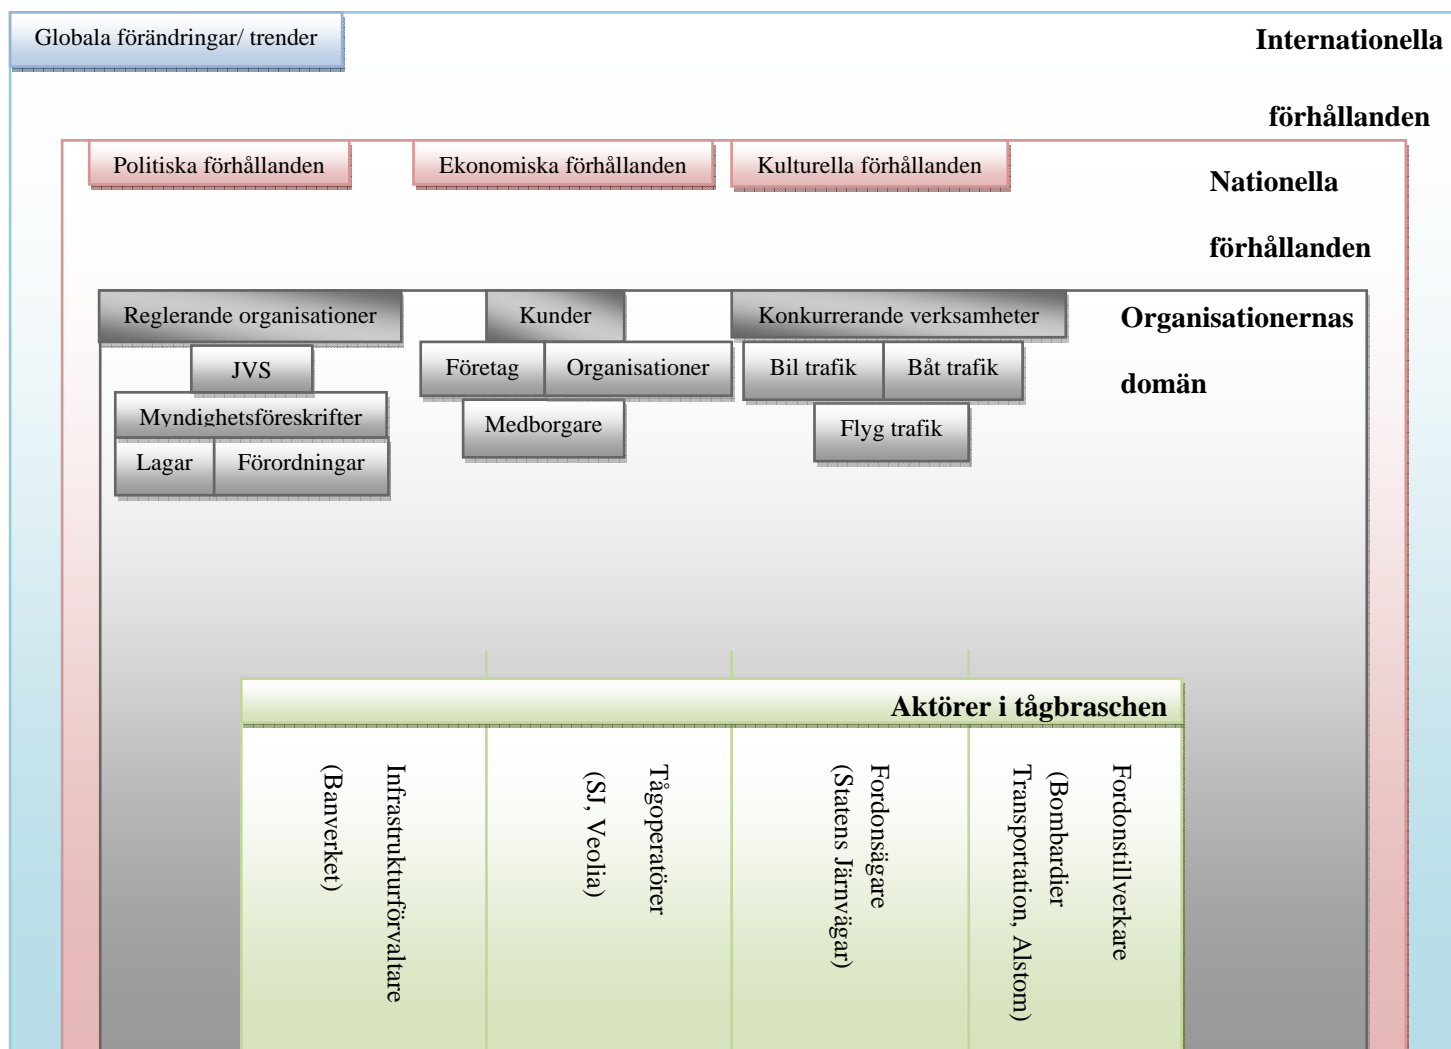 Globala förändringar/ trender
Internationella
förhållanden
Politiska förhållanden
Ekonomiska förhållanden
Kulturella förhållanden
Nationella
förhållanden
Reglerande organisationer
Kunder
Konkurrerande verksamheter
Organisationernas
domän
JVS
Företag
Organisationer
Bil trafik
Båt trafik
Myndighetsföreskrifter
Medborgare
Flyg trafik
Lagar
Förordningar
Aktörer i tågbraschen
Infrastrukturförvaltare
(Banverket)
Tågoperatörer
(SJ, Veolia)
Fordonsägare
(Statens Järnvägar)
Fordonstillverkare
(Bombardier
Transportation, Alstom)